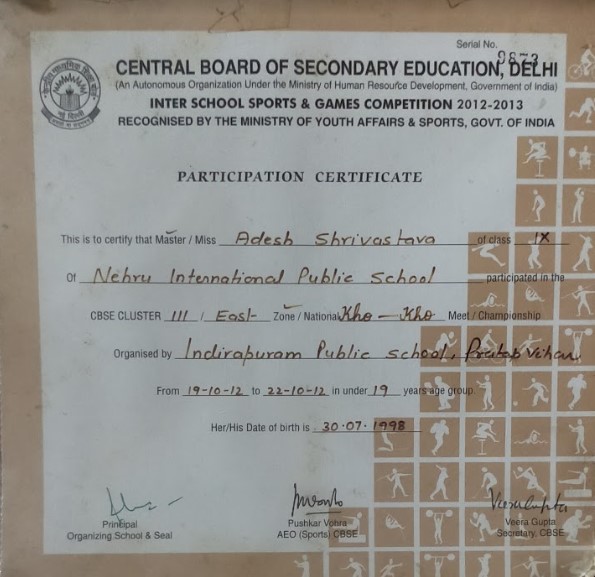 Serial No. 9873
CENTRAL BOARD OF SECONDARY EDUCATION, DELHI
(An Autonomous Organization Under the Ministry of Human Resource Development, Government of India)
INTER SCHOOL SPORTS & GAMES COMPETITION 2012-2013
RECOGNISED BY THE MINISTRY OF YOUTH AFFAIRS & SPORTS, GOVT. OF INDIA
PARTICIPATION CERTIFICATE
This is to certify that Master / Miss Adesh Shrivastava of class IX
Of Nehru International Public School participated in the
CBSE CLUSTER III / East Zone / National Kho - Kho Meet / Championship
Organised by Indirapuram Public School, Pratap Vihar
From 19-10-12 to 22-10-12 in under 19 years age group
Her/His Date of birth is 30.07.1998
Principal
Organizing School & Seal
Pushkar Vohra
AEO (Sports) CBSE
Veera Gupta
Veera Gupta
Secretary, CBSE